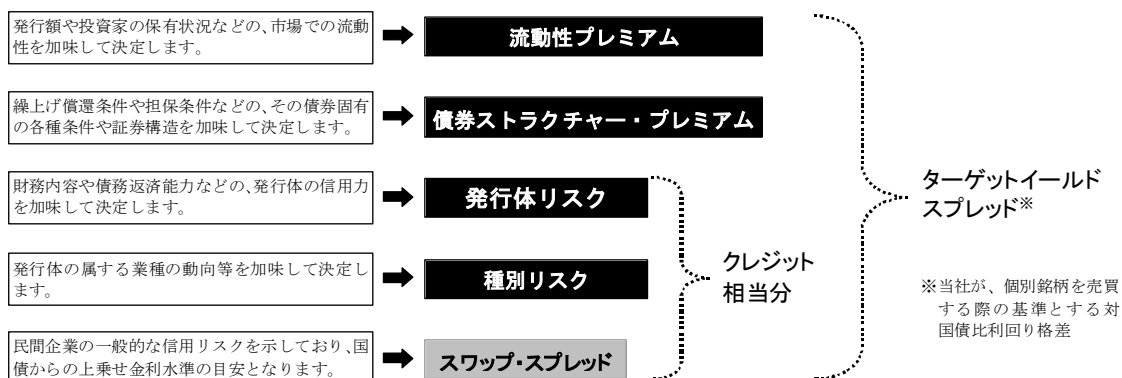 発行額や投資家の保有状況などの、市場での流動
性を加味して決定します。
流動性プレミアム
繰上げ償還条件や担保条件などの、その債券固有
の各種条件や証券構造を加味して決定します。
債券ストラクチャー・プレミアム
財務内容や債務返済能力などの、発行体の信用力
を加味して決定します。
発行体リスク
発行体の属する業種の動向等を加味して決定し
ます。
種別リスク
民間企業の一般的な信用リスクを示しており、国
債からの上乗せ金利水準の目安となります。
スワップ・スプレッド
クレジット
相当分
ターゲットイールド
スプレッド※
※当社が、個別銘柄を売買
する際の基準とする対
国債比利回り格差